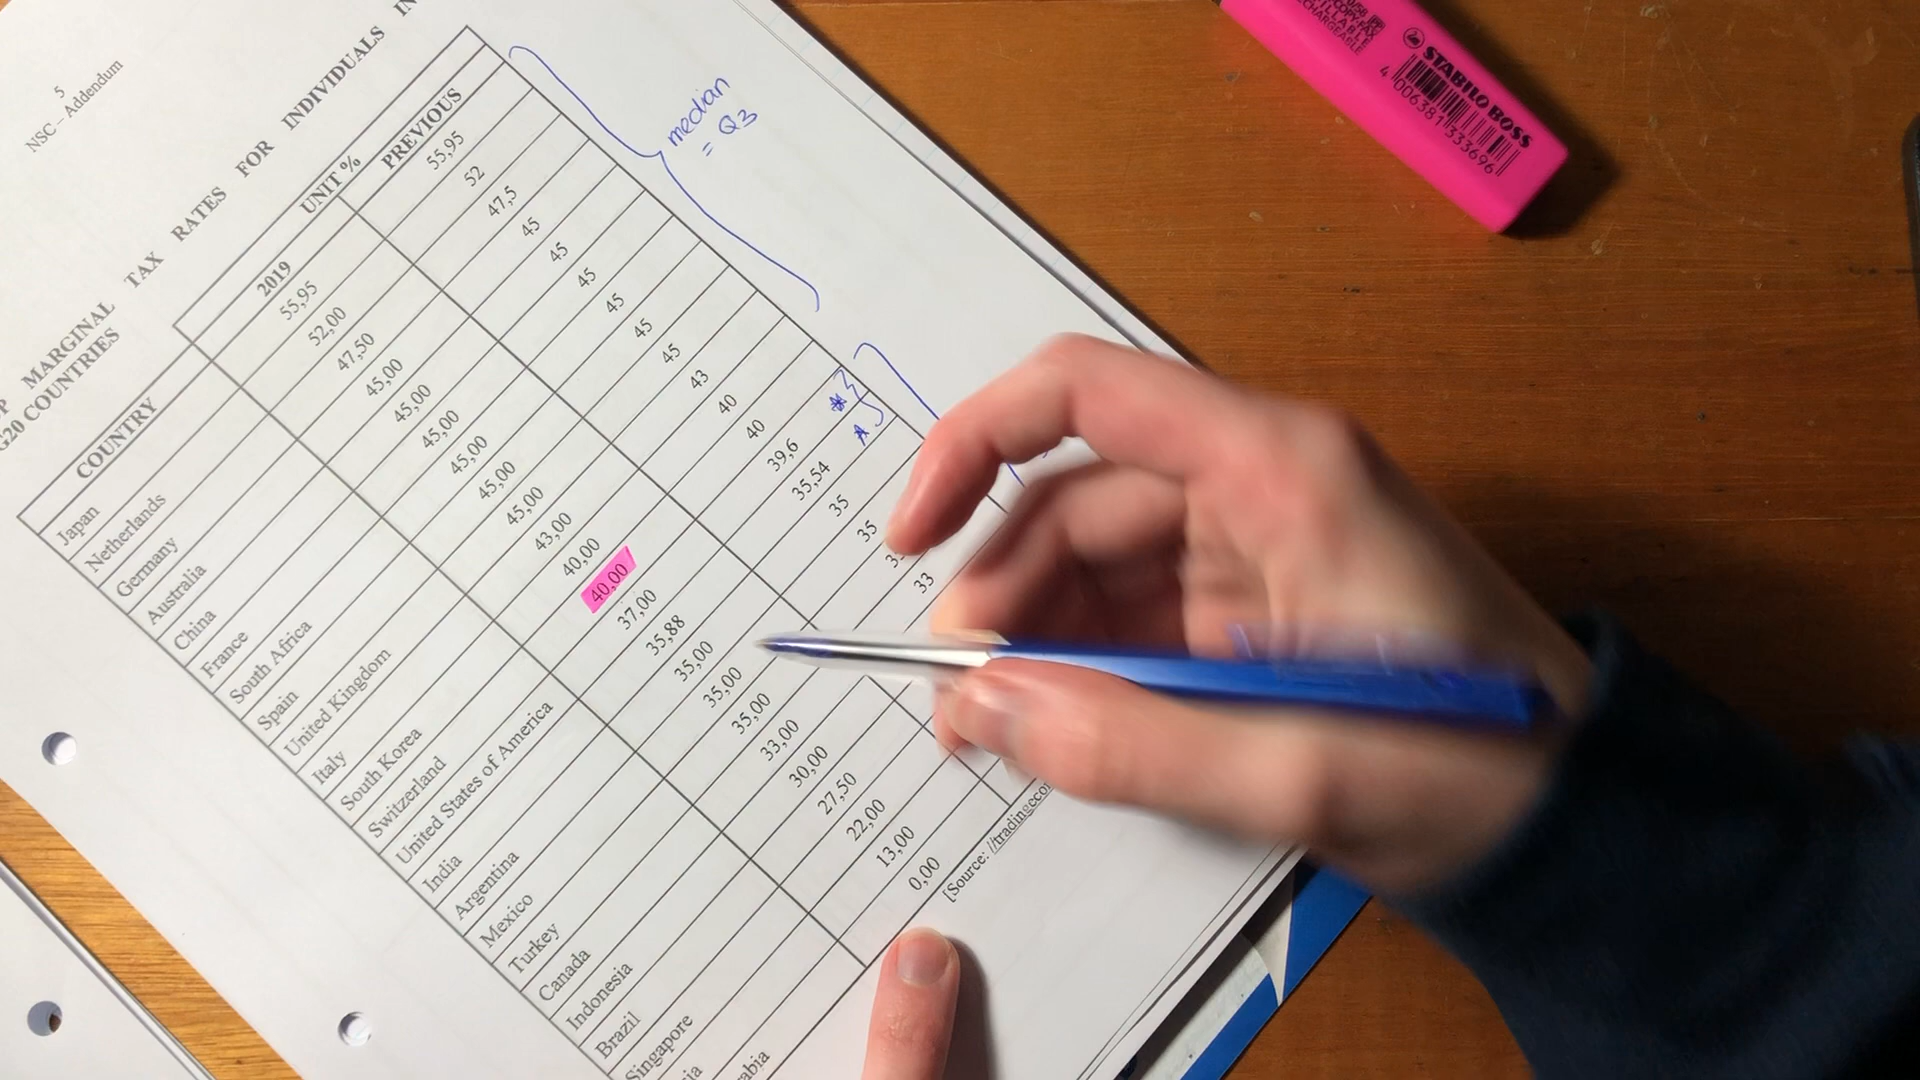 5
NSC – Addendum
MARGINAL TAX RATES FOR INDIVIDUALS IN
G20 COUNTRIES
COUNTRY UNIT %
2019 PREVIOUS
Japan 55,95 55,95
Netherlands 52,00 52
Germany 47,50 47,5
Australia 45,00 45
China 45,00 45
France 45,00 45
South Africa 45,00 45
Spain 45,00 45
United Kingdom 45,00 45
Italy 43,00 43
South Korea 40,00 40
Switzerland 40,00 40
United States of America 37,00 39,6
India 35,88 35,54
Argentina 35,00 35
Mexico 35,00 35
Turkey 35,00
Canada 33,00 33
Indonesia 30,00
Brazil 27,50
Singapore 22,00
13,00
0,00
[Source: //tradingeco
median
= Q3
STABILO BOSS
4 006381 333696